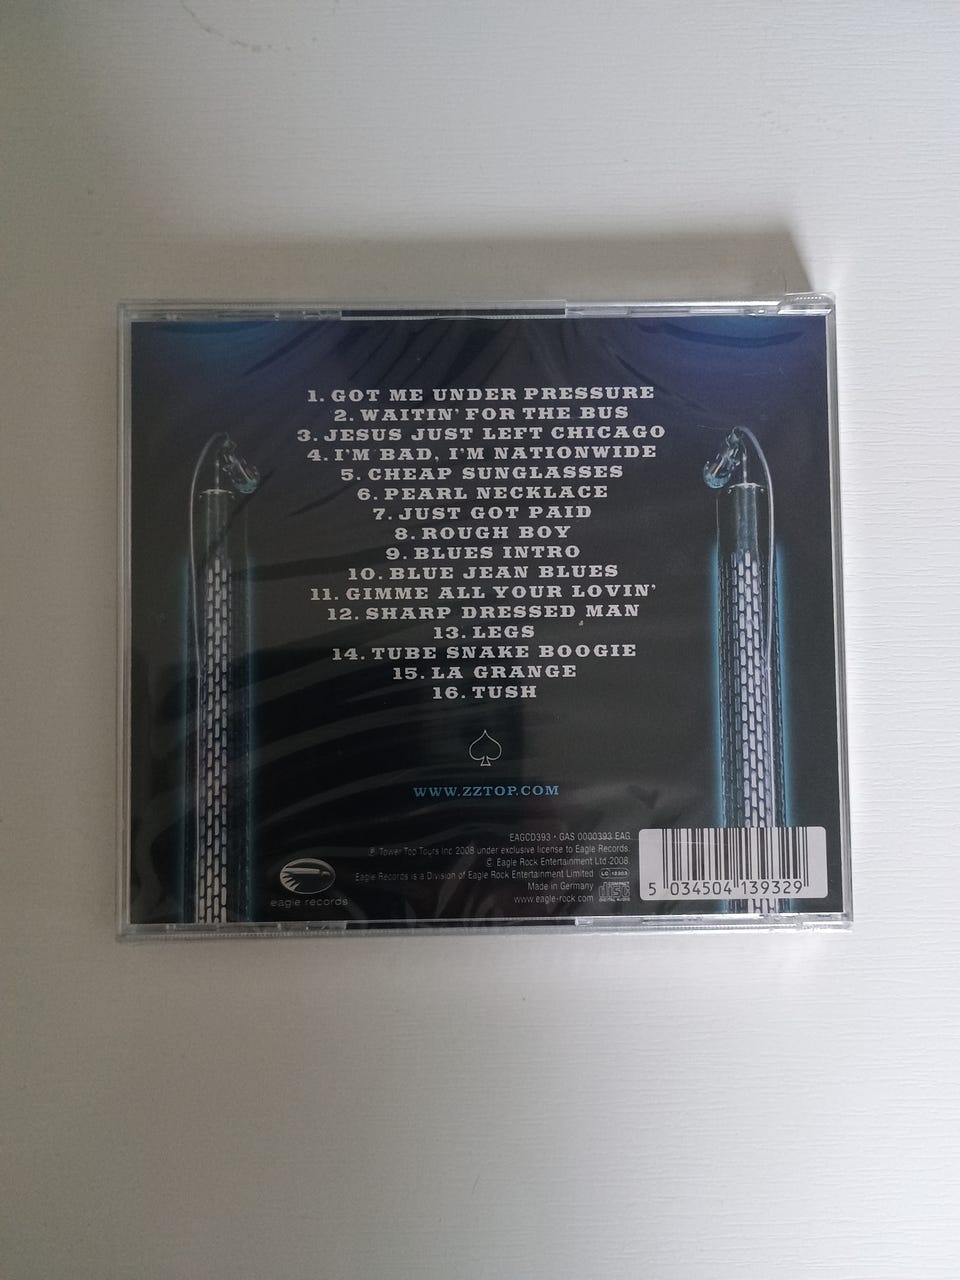 1. GOT ME UNDER PRESSURE
2. WAITIN' FOR THE BUS
3. JESUS JUST LEFT CHICAGO
4. I'M BAD, I'M NATIONWIDE
5. CHEAP SUNGLASSES
6. PEARL NECKLACE
7. JUST GOT PAID
8. ROUGH BOY
9. BLUES INTRO
10. BLUE JEAN BLUES
11. GIMME ALL YOUR LOVIN'
12. SHARP DRESSED MAN
13. LEGS
14. TUBE SNAKE BOOGIE
15. LA GRANGE
16. TUSH
WWW.ZZTOP.COM
EAGCD393 • GAS 0000393 EAG
℗ Tower Top Tours Inc 2008 under exclusive license to Eagle Records.
© Eagle Rock Entertainment Ltd 2008.
Eagle Records is a Division of Eagle Rock Entertainment Limited
Made in Germany
www.eagle-rock.com
eagle records
disc
DIGITAL AUDIO
5 034504 139329